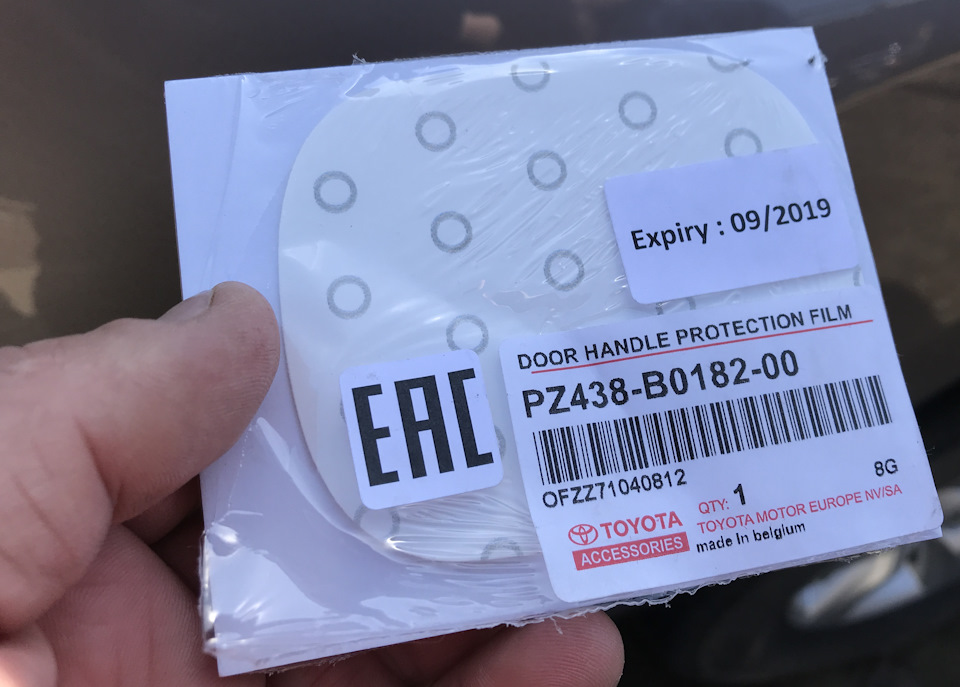 Expiry : 09/2019
DOOR HANDLE PROTECTION FILM
PZ438-B0182-00
EAC
OFZZ71040812
8G
QTY: 1
TOYOTA
ACCESSORIES
TOYOTA MOTOR EUROPE NV/SA
made In belgium